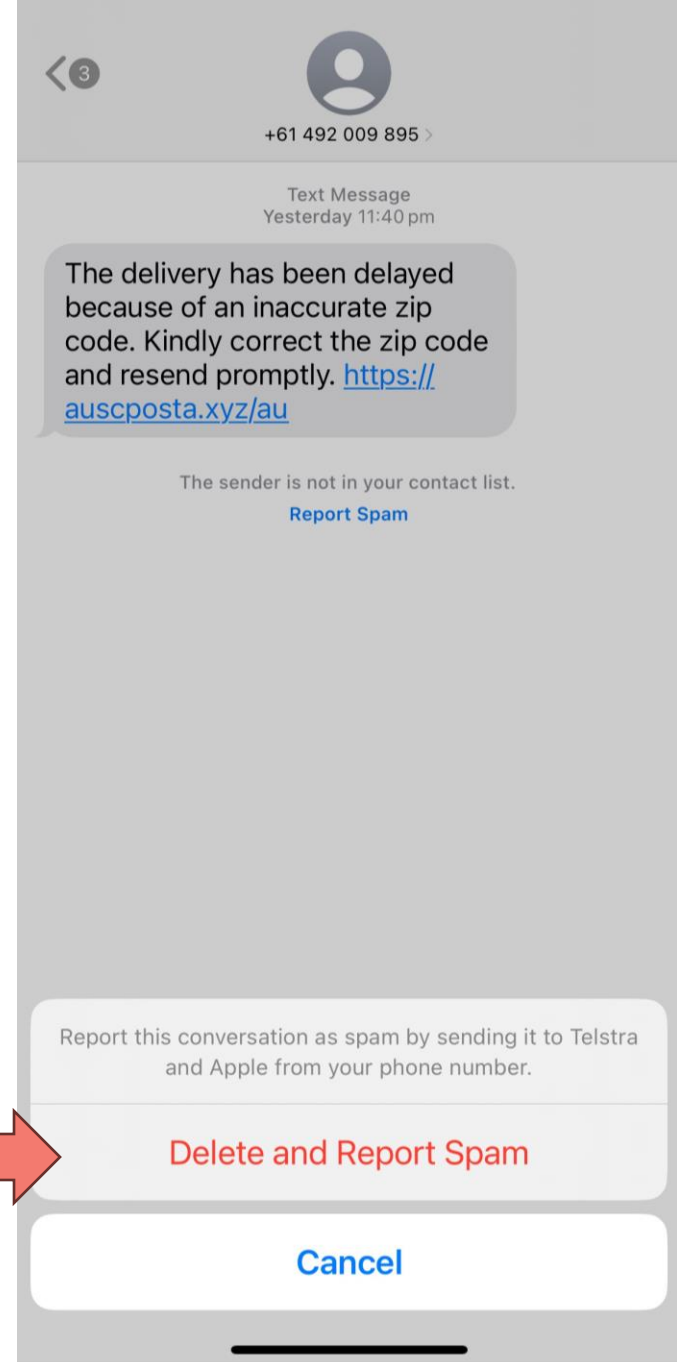 3
+61 492 009 895 >
Text Message
Yesterday 11:40 pm
The delivery has been delayed
because of an inaccurate zip
code. Kindly correct the zip code
and resend promptly. https://
auscposta.xyz/au
The sender is not in your contact list.
Report Spam
Report this conversation as spam by sending it to Telstra
and Apple from your phone number.
Delete and Report Spam
Cancel